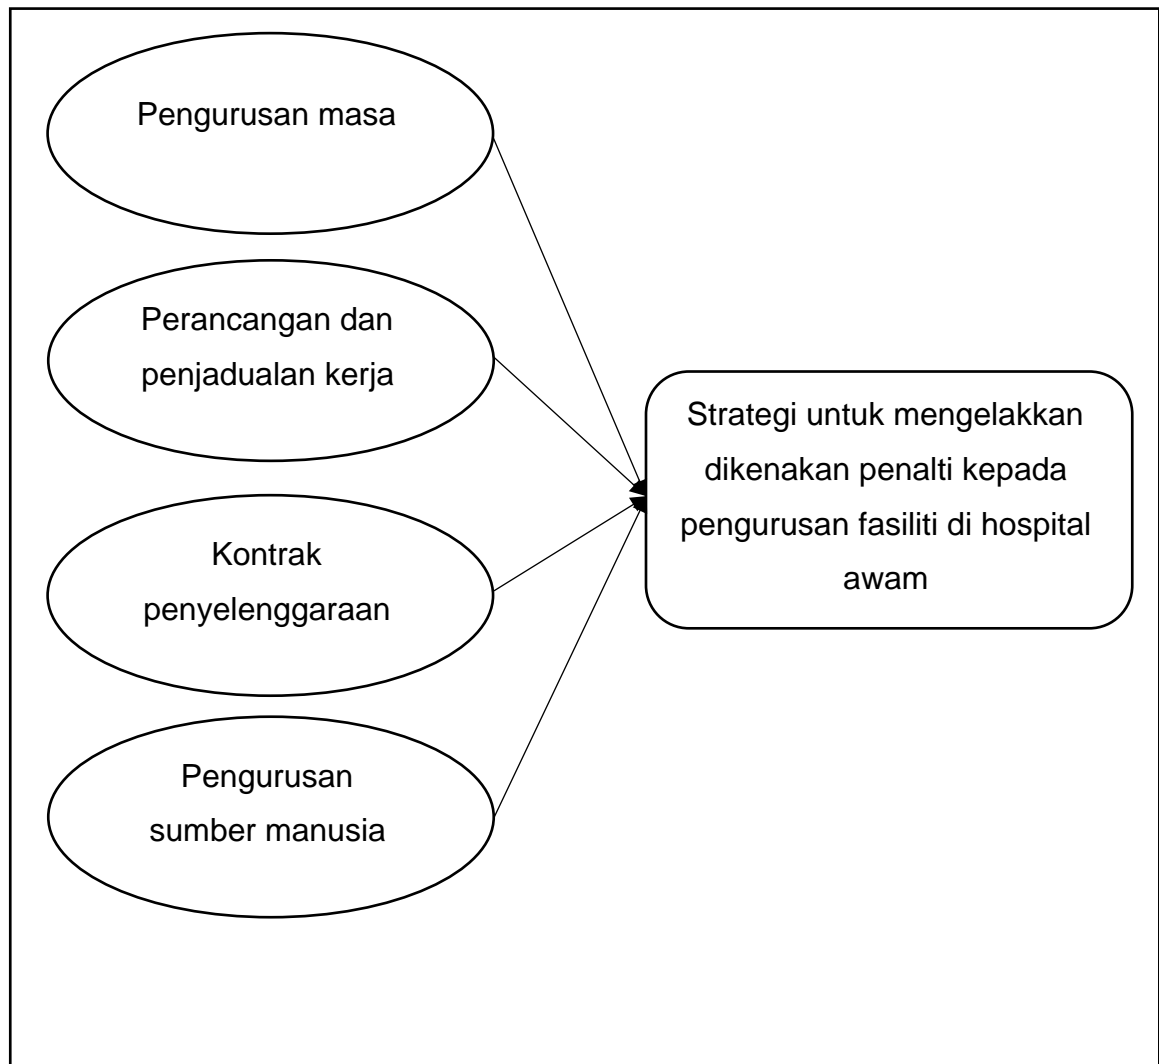 Pengurusan masa
Perancangan dan
penjadualan kerja
Kontrak
penyelenggaraan
Pengurusan
sumber manusia
Strategi untuk mengelakkan
dikenakan penalti kepada
pengurusan fasiliti di hospital
awam